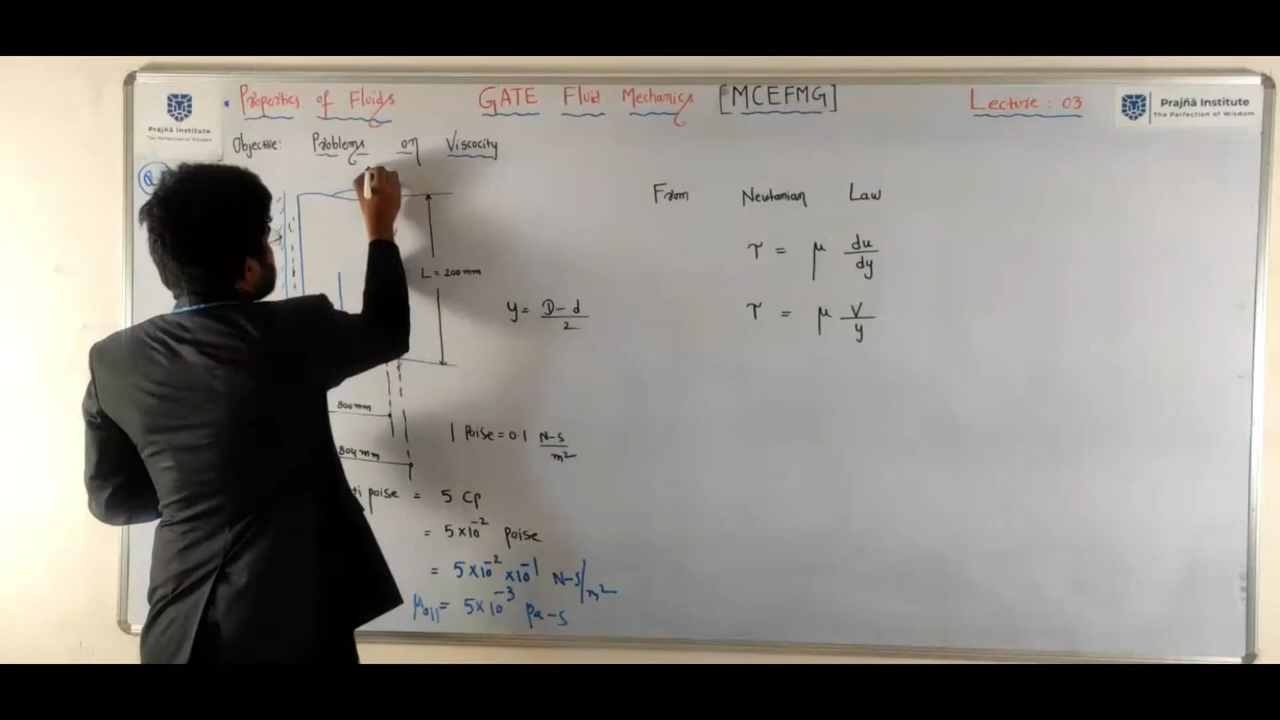 Properties of Fluids
GATE Fluid Mechanics [MCEFMG]
Lecture : 03
Prajñā Institute
The Perfection of Wisdom
Prajñā Institute
The Perfection of Wisdom
Objective: Problems on Viscocity
From Newtonian Law
τ = μ du/dy
τ = μ V/y
L = 200 mm
y = D-d/2
800 mm
804 mm
1 Poise = 0.1 N-s/m²
poise = 5 Cp
= 5×10⁻² poise
= 5×10⁻² ×10⁻¹ N-s/m²
μoil = 5×10⁻³ pa-s